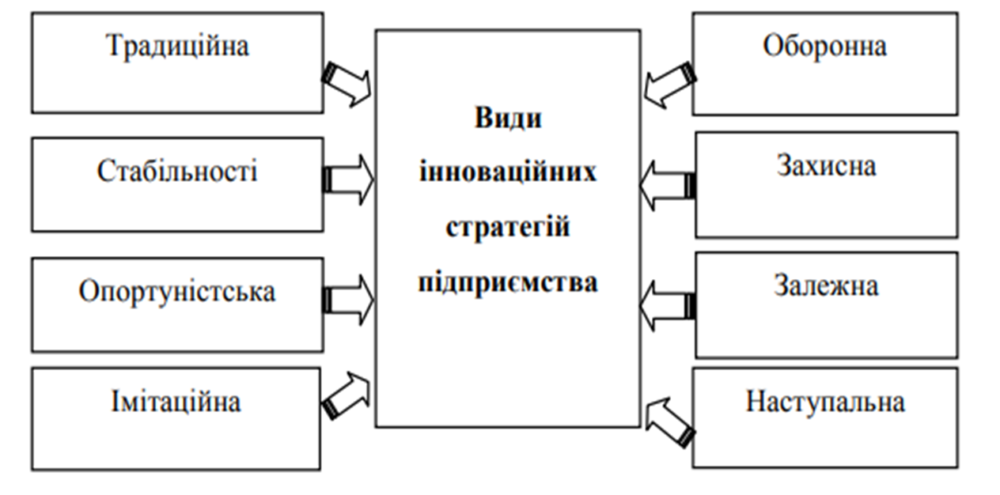 Традиційна
Стабільності
Опортуністська
Імітаційна
Види
інноваційних
стратегій
підприємства
Оборонна
Захисна
Залежна
Наступальна